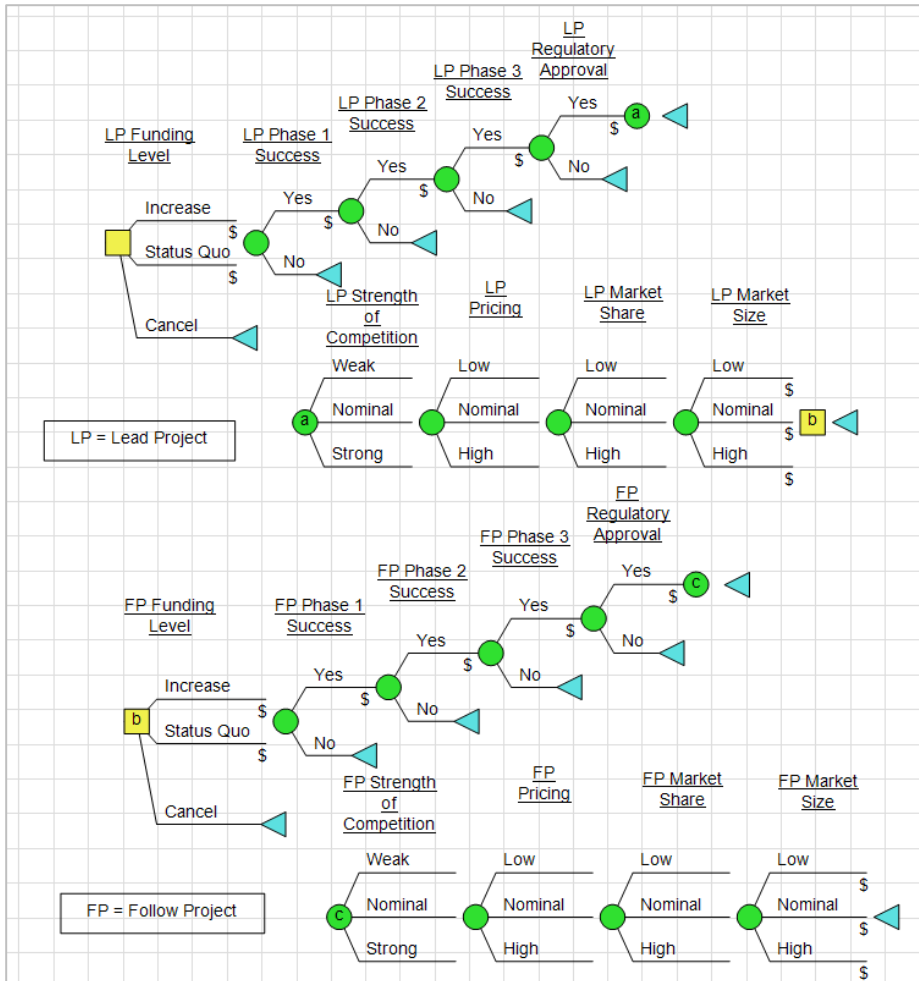 LP
Regulatory
Approval
LP Phase 3
Success
LP Phase 2
Success
LP Funding
Level
LP Phase 1
Success
Yes
$
a
No
Yes
$
No
Yes
$
No
Yes
$
No
Increase
$
Status Quo
$
Cancel
LP Strength
of
Competition
LP
Pricing
LP Market
Share
LP Market
Size
Weak
Low
Low
Low
$
a
Nominal
Nominal
Nominal
Nominal
$
b
Strong
High
High
High
$
LP = Lead Project
FP
Regulatory
Approval
FP Phase 3
Success
FP Phase 2
Success
FP Funding
Level
FP Phase 1
Success
Yes
$
c
No
Yes
$
No
Yes
$
No
Yes
$
No
b
Increase
$
Status Quo
$
Cancel
FP Strength
of
Competition
FP
Pricing
FP Market
Share
FP Market
Size
Weak
Low
Low
Low
$
c
Nominal
Nominal
Nominal
Nominal
$
Strong
High
High
High
$
FP = Follow Project